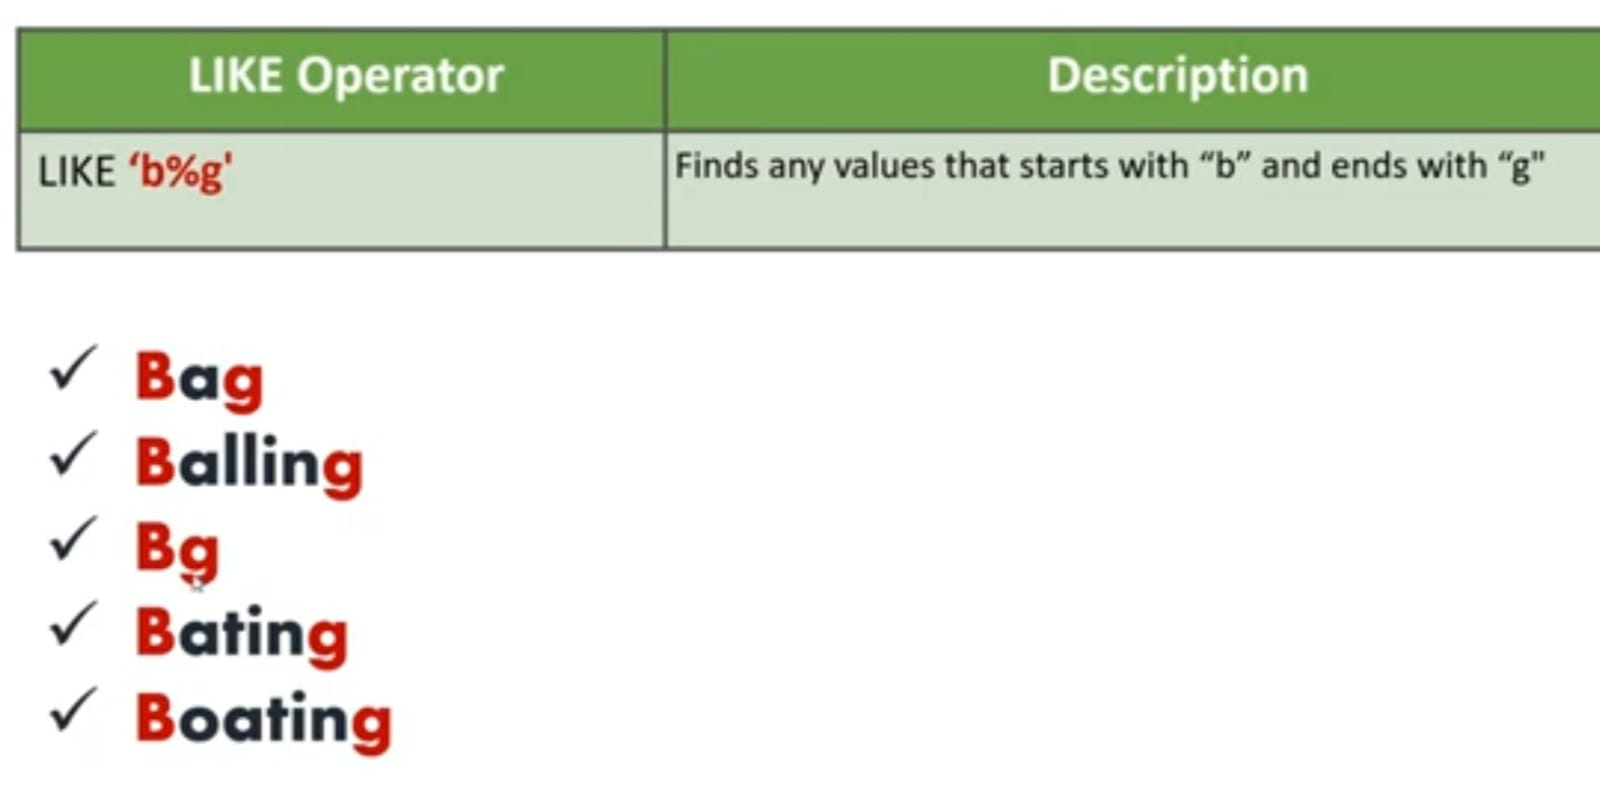 LIKE Operator
Description
LIKE ‘b%g'
Finds any values that starts with “b” and ends with “g"
✓ Bag
✓ Balling
✓ Bg
✓ Bating
✓ Boating